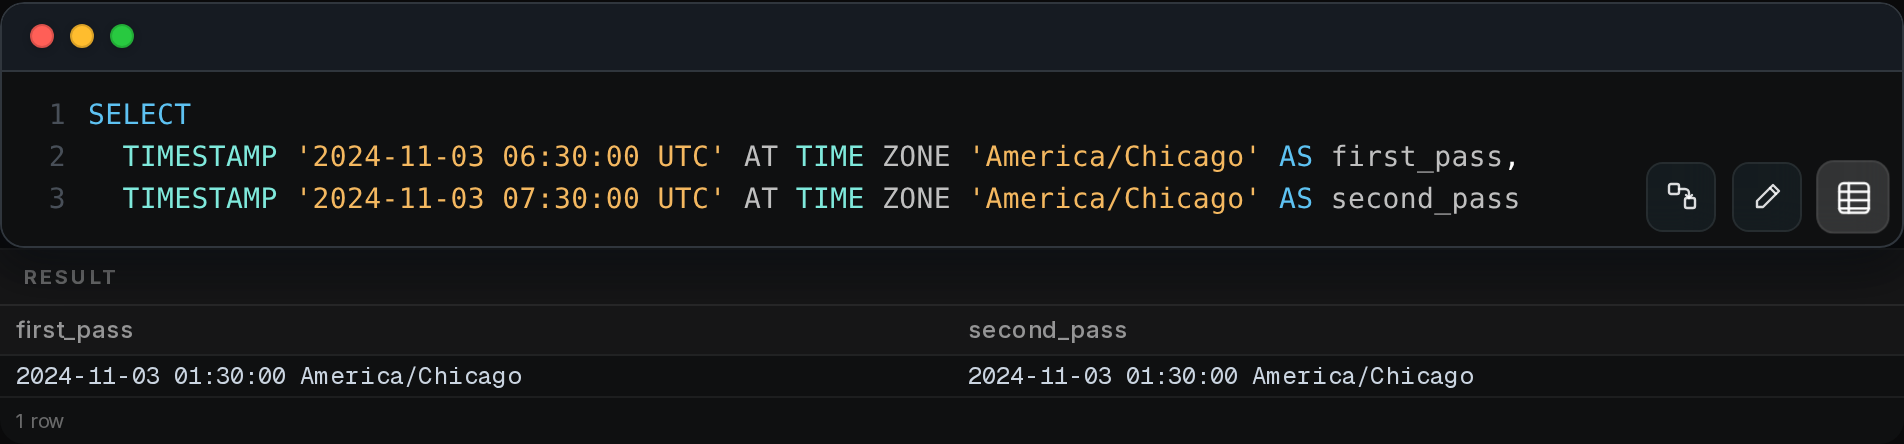 1 SELECT
2 TIMESTAMP '2024-11-03 06:30:00 UTC' AT TIME ZONE 'America/Chicago' AS first_pass,
3 TIMESTAMP '2024-11-03 07:30:00 UTC' AT TIME ZONE 'America/Chicago' AS second_pass
RESULT
first_pass second_pass
2024-11-03 01:30:00 America/Chicago 2024-11-03 01:30:00 America/Chicago
1 row